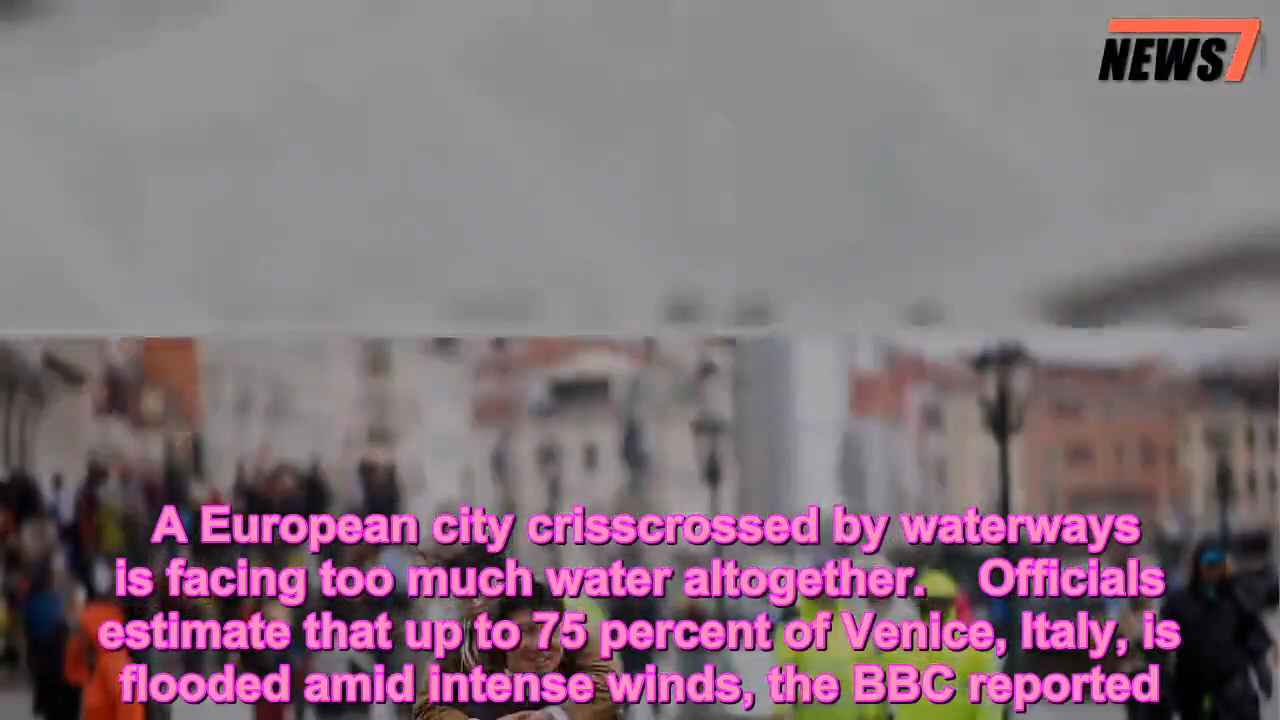 NEWS7
A European city crisscrossed by waterways
is facing too much water altogether. Officials
estimate that up to 75 percent of Venice, Italy, is
flooded amid intense winds, the BBC reported